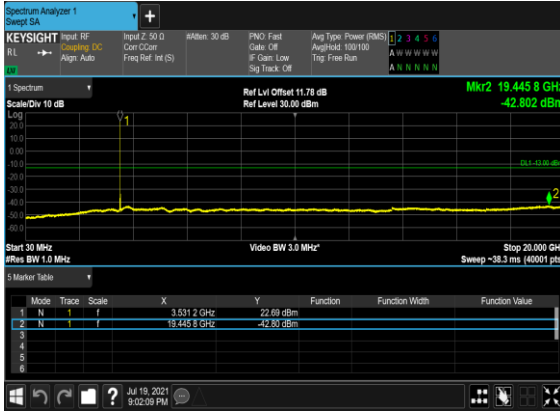 Spectrum Analyzer 1
Swept SA
+
KEYSIGHT Input: RF Input Z: 50 Ω #Atten: 30 dB PNO: Fast Avg Type: Power (RMS) 1 2 3 4 5 6
RL Coupling: DC Corr CCorr Gate: Off Avg|Hold: 100/100 A W W W W W
Align: Auto Freq Ref: Int (S) IF Gain: Low Trig: Free Run
Sig Track: Off A N N N N N
1 Spectrum Ref Lvl Offset 11.78 dB Mkr2 19.445 8 GHz
Scale/Div 10 dB Ref Level 30.00 dBm -42.802 dBm
Log
20.0
10.0
0.00
-10.0
-20.0
-30.0
-40.0
-50.0
-60.0
1
DL1 -13.00 dBm
2
Start 30 MHz Video BW 3.0 MHz* Stop 20.000 GHz
#Res BW 1.0 MHz Sweep ~38.3 ms (40001 pts)
5 Marker Table
Mode Trace Scale X Y Function Function Width Function Value
1 N 1 f 3.531 2 GHz 22.69 dBm
2 N 1 f 19.445 8 GHz -42.80 dBm
3
4
5
6
? Jul 19, 2021
9:02:09 PM